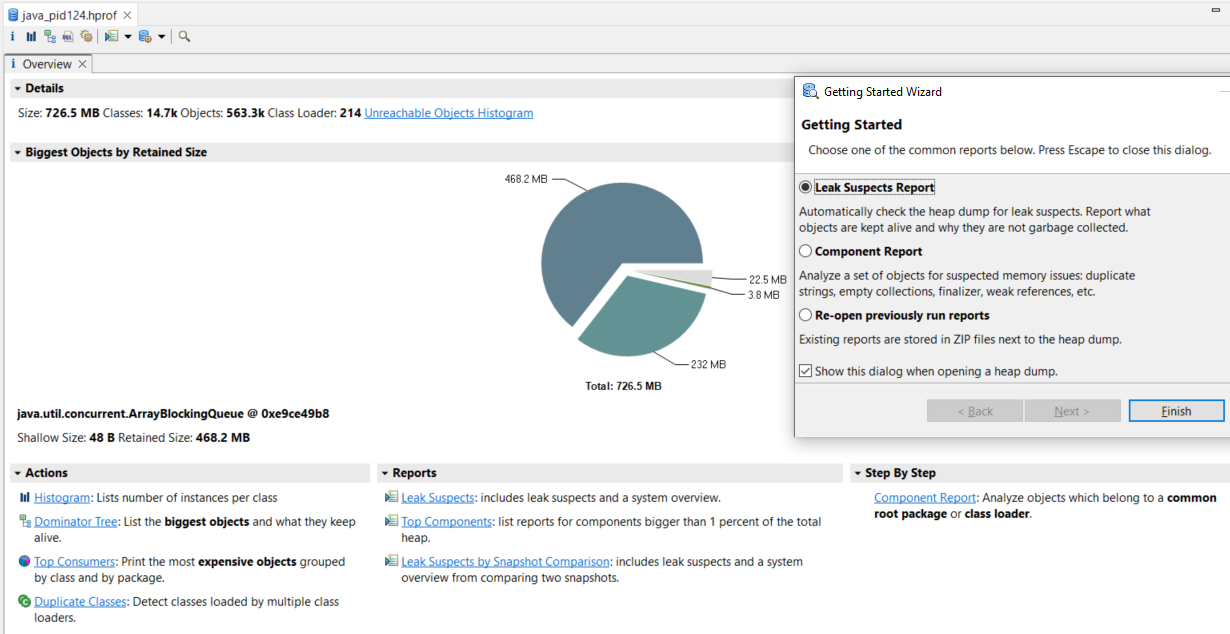 java_pid124.hprof
Overview
Details
Size: 726.5 MB Classes: 14.7k Objects: 563.3k Class Loader: 214 Unreachable Objects Histogram
Biggest Objects by Retained Size
468.2 MB
22.5 MB
3.8 MB
232 MB
Total: 726.5 MB
java.util.concurrent.ArrayBlockingQueue @ 0xe9ce49b8
Shallow Size: 48 B Retained Size: 468.2 MB
Actions
Histogram: Lists number of instances per class
Dominator Tree: List the biggest objects and what they keep
alive.
Top Consumers: Print the most expensive objects grouped
by class and by package.
Duplicate Classes: Detect classes loaded by multiple class
loaders.
Reports
Leak Suspects: includes leak suspects and a system overview.
Top Components: list reports for components bigger than 1 percent of the total
heap.
Leak Suspects by Snapshot Comparison: includes leak suspects and a system
overview from comparing two snapshots.
Step By Step
Component Report: Analyze objects which belong to a common
root package or class loader.
Getting Started Wizard
Getting Started
Choose one of the common reports below. Press Escape to close this dialog.
Leak Suspects Report
Automatically check the heap dump for leak suspects. Report what
objects are kept alive and why they are not garbage collected.
Component Report
Analyze a set of objects for suspected memory issues: duplicate
strings, empty collections, finalizer, weak references, etc.
Re-open previously run reports
Existing reports are stored in ZIP files next to the heap dump.
Show this dialog when opening a heap dump.
< Back
Next >
Finish